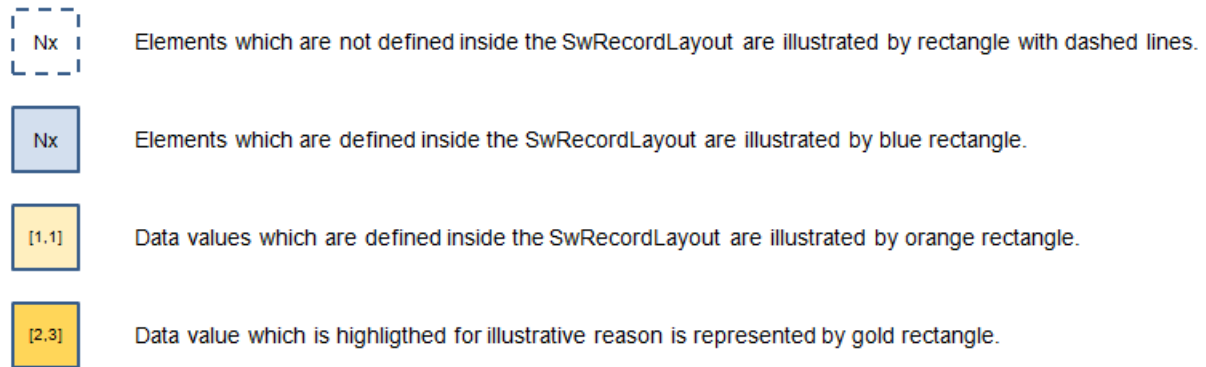 Nx Elements which are not defined inside the SwRecordLayout are illustrated by rectangle with dashed lines.
Nx Elements which are defined inside the SwRecordLayout are illustrated by blue rectangle.
[1,1] Data values which are defined inside the SwRecordLayout are illustrated by orange rectangle.
[2,3] Data value which is highligthed for illustrative reason is represented by gold rectangle.